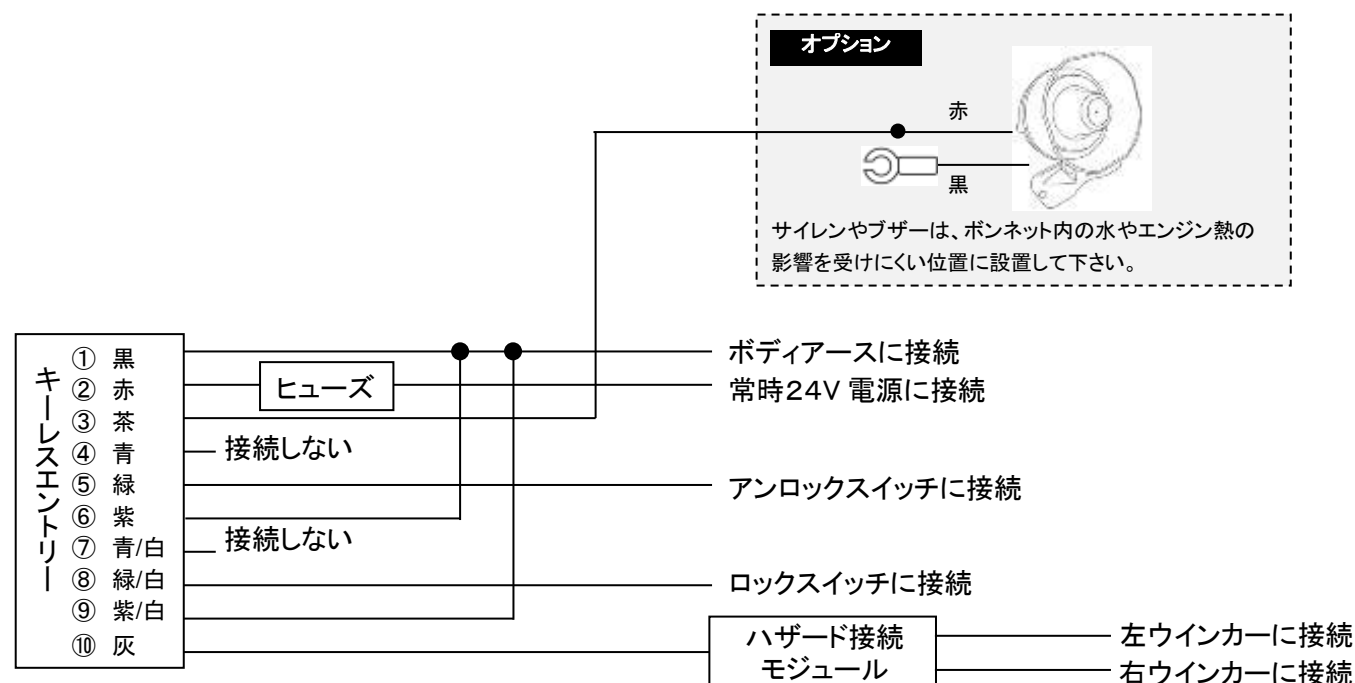 オプション
赤
黒
サイレンやブザーは、ボンネット内の水やエンジン熱の
影響を受けにくい位置に設置して下さい。
キーレスエントリー
① 黒
② 赤
③ 茶
④ 青
⑤ 緑
⑥ 紫
⑦ 青/白
⑧ 緑/白
⑨ 紫/白
⑩ 灰
ヒューズ
接続しない
接続しない
ボディアースに接続
常時24V 電源に接続
アンロックスイッチに接続
ロックスイッチに接続
ハザード接続
モジュール
左ウインカーに接続
右ウインカーに接続